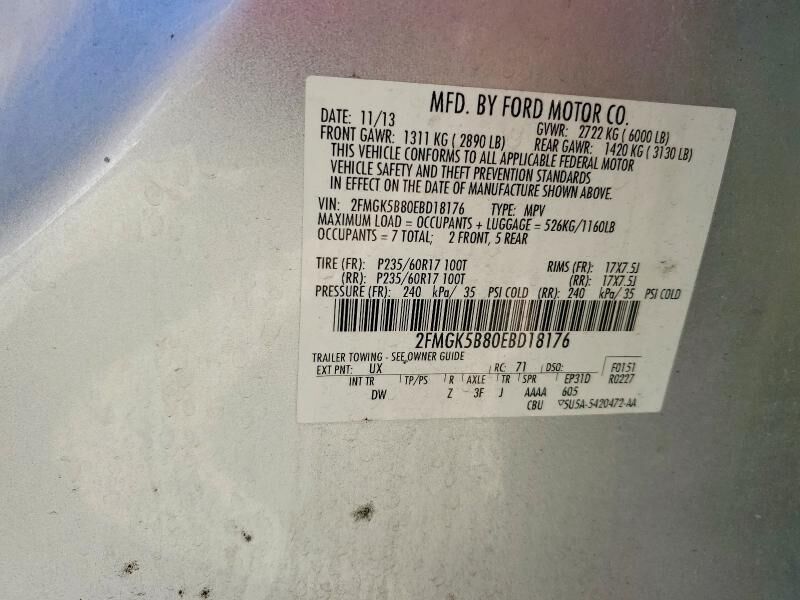 MFD. BY FORD MOTOR CO.
DATE: 11/13 GVWR: 2722 KG ( 6000 LB)
FRONT GAWR: 1311 KG ( 2890 LB) REAR GAWR: 1420 KG ( 3130 LB)
THIS VEHICLE CONFORMS TO ALL APPLICABLE FEDERAL MOTOR
VEHICLE SAFETY AND THEFT PREVENTION STANDARDS
IN EFFECT ON THE DATE OF MANUFACTURE SHOWN ABOVE.
VIN: 2FMGK5B80EBD18176 TYPE: MPV
MAXIMUM LOAD = OCCUPANTS + LUGGAGE = 526KG/1160LB
OCCUPANTS = 7 TOTAL; 2 FRONT, 5 REAR
TIRE (FR): P235/60R17 100T RIMS (FR): 17X7.5J
(RR): P235/60R17 100T (RR): 17X7.5J
PRESSURE (FR): 240 kPa/ 35 PSI COLD (RR): 240 kPa/ 35 PSI COLD
2FMGK5B80EBD18176
TRAILER TOWING - SEE OWNER GUIDE
EXT PNT: UX RC: 71 DSO: F0151
INT TR TP/PS R AXLE TR SPR EP31D R0227
DW Z 3F J AAAA 605
CBU ▽5U5A-5420472-AA